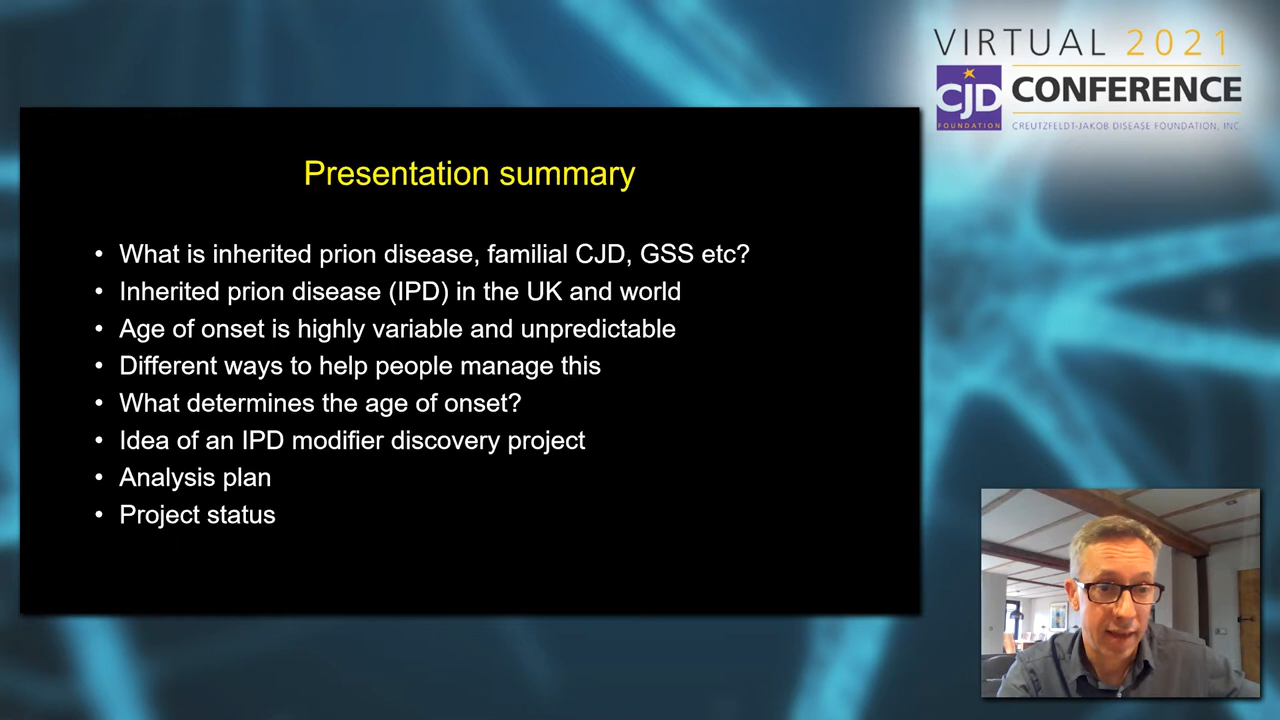 VIRTUAL 2021
CJD CONFERENCE
FOUNDATION CREUTZFELDT-JAKOB DISEASE FOUNDATION, INC.
Presentation summary
• What is inherited prion disease, familial CJD, GSS etc?
• Inherited prion disease (IPD) in the UK and world
• Age of onset is highly variable and unpredictable
• Different ways to help people manage this
• What determines the age of onset?
• Idea of an IPD modifier discovery project
• Analysis plan
• Project status